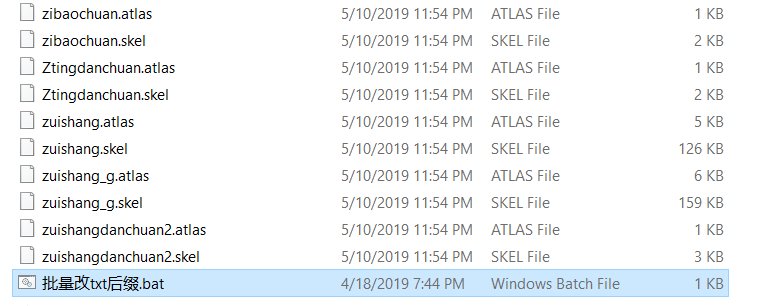 zibaochuan.atlas 5/10/2019 11:54 PM ATLAS File 1 KB
zibaochuan.skel 5/10/2019 11:54 PM SKEL File 2 KB
Ztingdanchuan.atlas 5/10/2019 11:54 PM ATLAS File 1 KB
Ztingdanchuan.skel 5/10/2019 11:54 PM SKEL File 2 KB
zuishang.atlas 5/10/2019 11:54 PM ATLAS File 5 KB
zuishang.skel 5/10/2019 11:54 PM SKEL File 126 KB
zuishang_g.atlas 5/10/2019 11:54 PM ATLAS File 6 KB
zuishang_g.skel 5/10/2019 11:54 PM SKEL File 159 KB
zuishangdanchuan2.atlas 5/10/2019 11:54 PM ATLAS File 1 KB
zuishangdanchuan2.skel 5/10/2019 11:54 PM SKEL File 3 KB
批量改txt后缀.bat 4/18/2019 7:44 PM Windows Batch File 1 KB